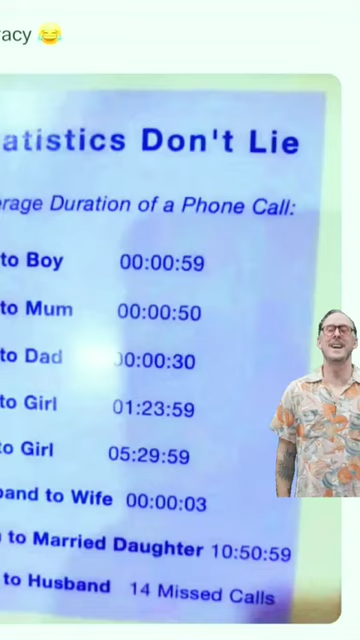 racy 😂
atistics Don't Lie
rage Duration of a Phone Call:
to Boy 00:00:59
to Mum 00:00:50
to Dad 00:00:30
to Girl 01:23:59
to Girl 05:29:59
band to Wife 00:00:03
to Married Daughter 10:50:59
to Husband 14 Missed Calls